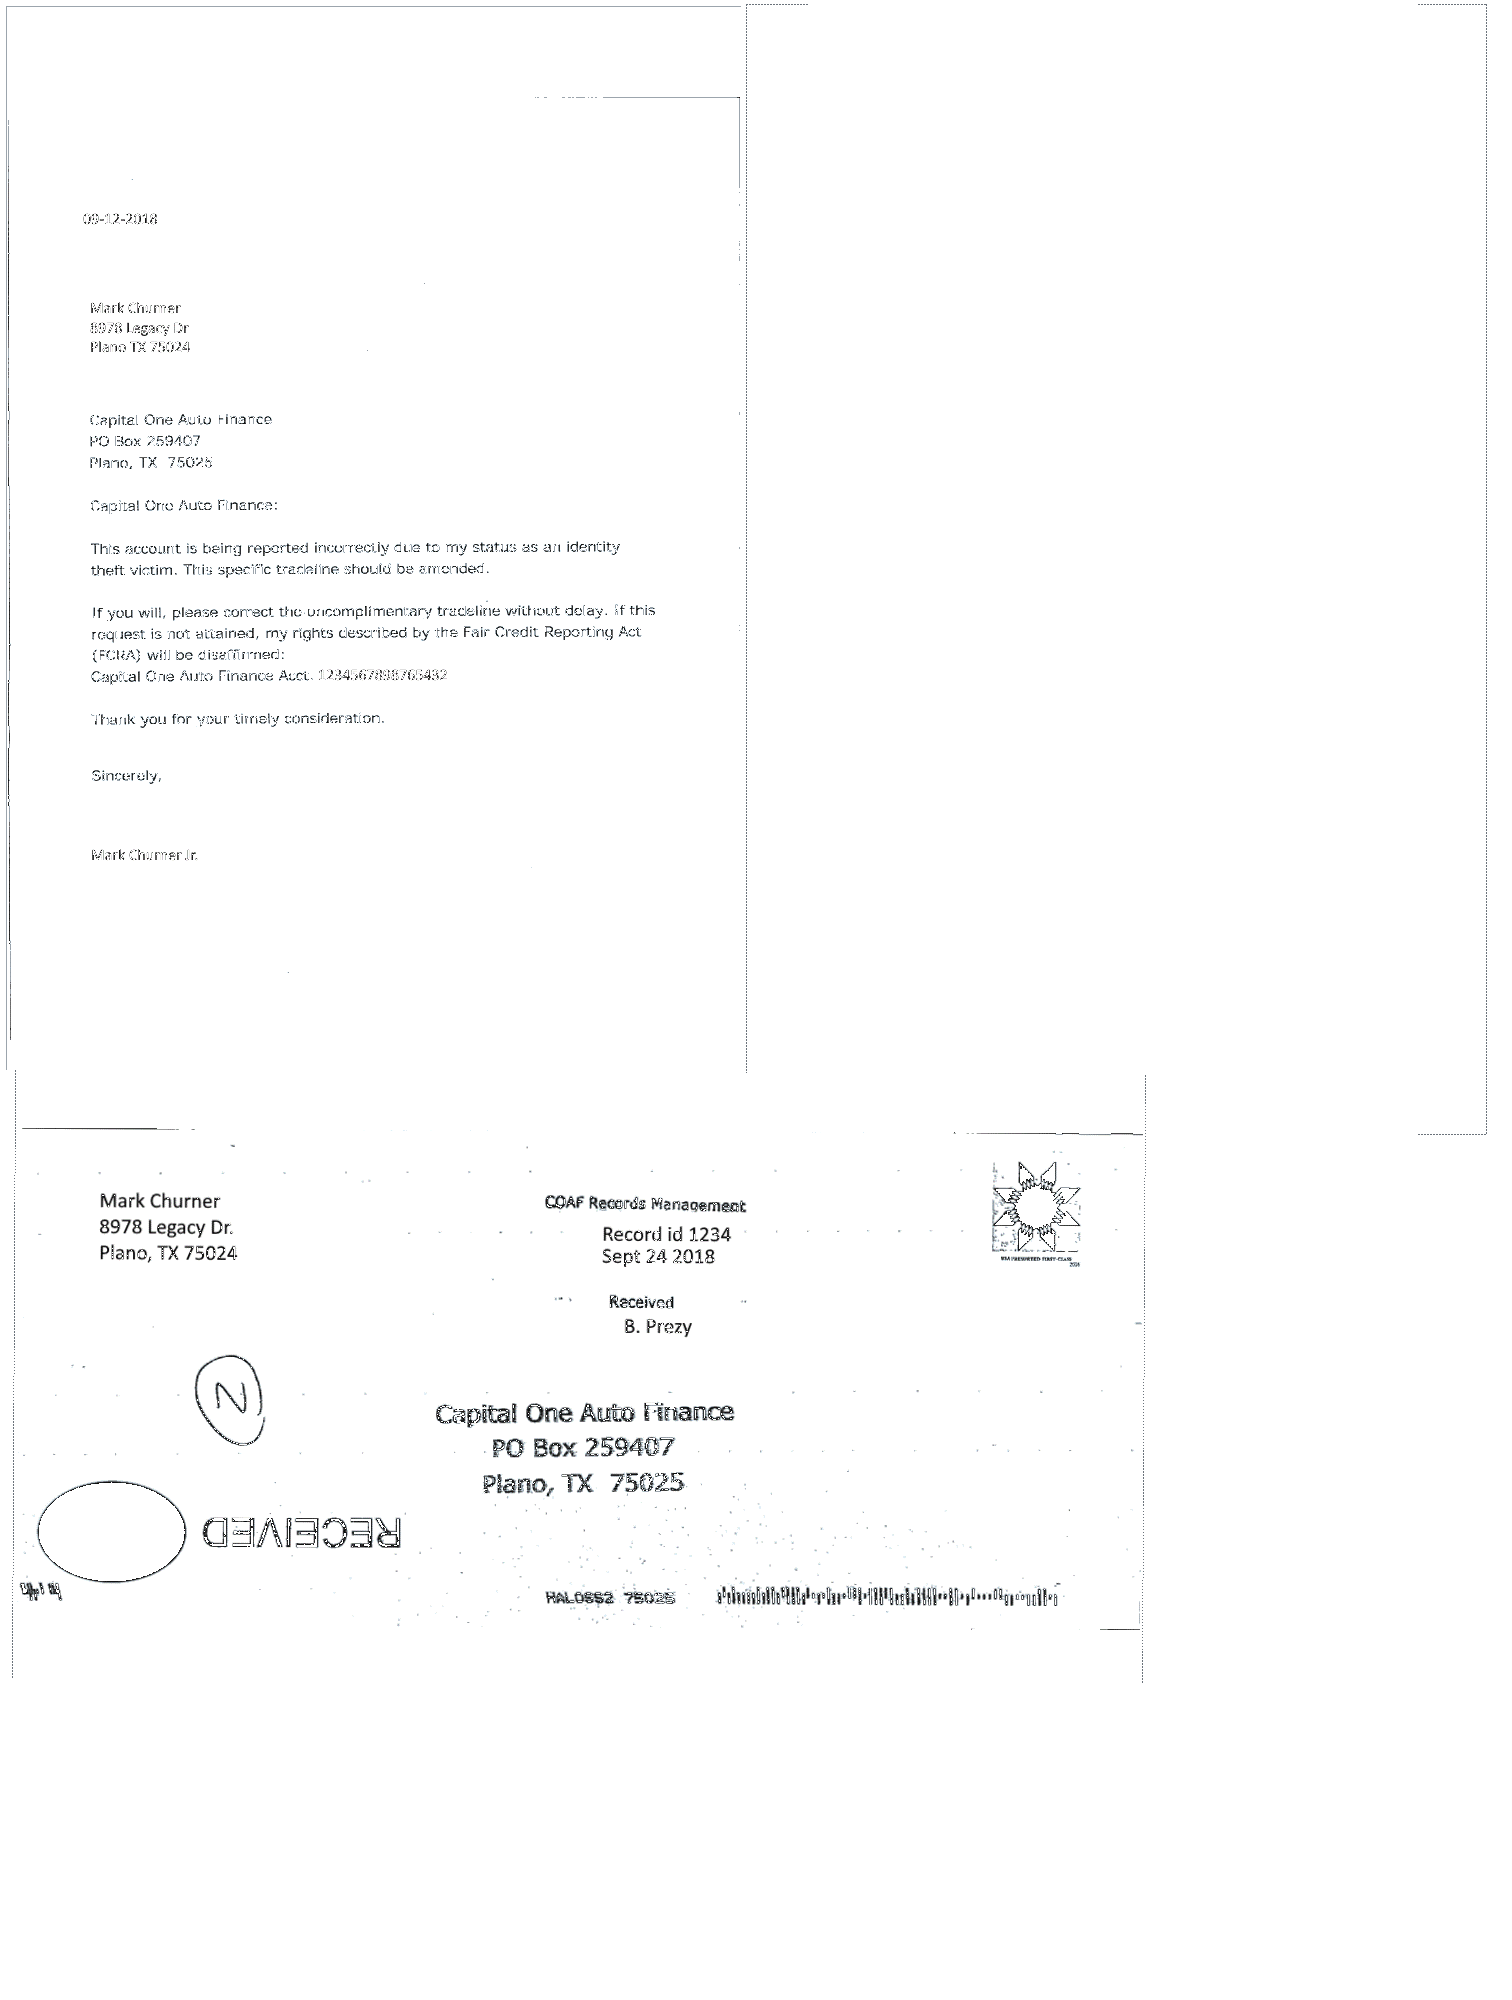 09-12-2018
Mark Churner
8978 Legacy Dr
Plano TX 75024
Capital One Auto Finance
PO Box 259407
Plano, TX 75025
Capital One Auto Finance:
This account is being reported incorrectly due to my status as an identity
theft victim. This specific tradeline should be amended.
If you will, please correct the uncomplimentary tradeline without delay. If this
request is not attained, my rights described by the Fair Credit Reporting Act
(FCRA) will be disaffirmed:
Capital One Auto Finance Acct. 1234567898765432
Thank you for your timely consideration.
Sincerely,
Mark Churner Jr.
Mark Churner
8978 Legacy Dr.
Plano, TX 75024
COAF Records Management
Record id 1234
Sept 24 2018
Received
B. Prezy
USA PRESORTED FIRST-CLASS
2018
N
Capital One Auto Finance
PO Box 259407
Plano, TX 75025
RECEIVED
75025